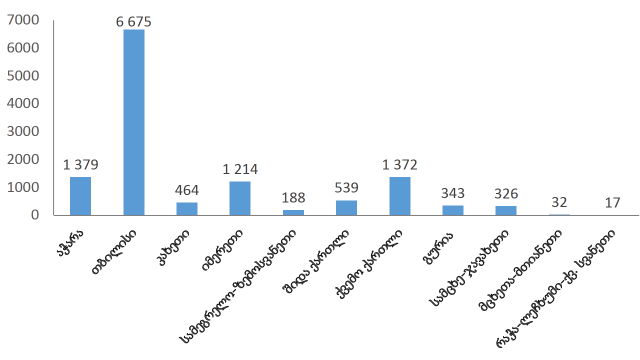 7000
6000
5000
4000
3000
2000
1000
0
1 379
6 675
464
1 214
188
539
1 372
343
326
32
17
აჭარა
თბილისი
კახეთი
იმერეთი
სამეგრელო-ზემოსვანეთი
შიდა ქართლი
ქვემო ქართლი
გურია
სამცხე-ჯავახეთი
მცხეთა-მთიანეთი
რაჭა-ლეჩხუმი-ქვ. სვანეთი